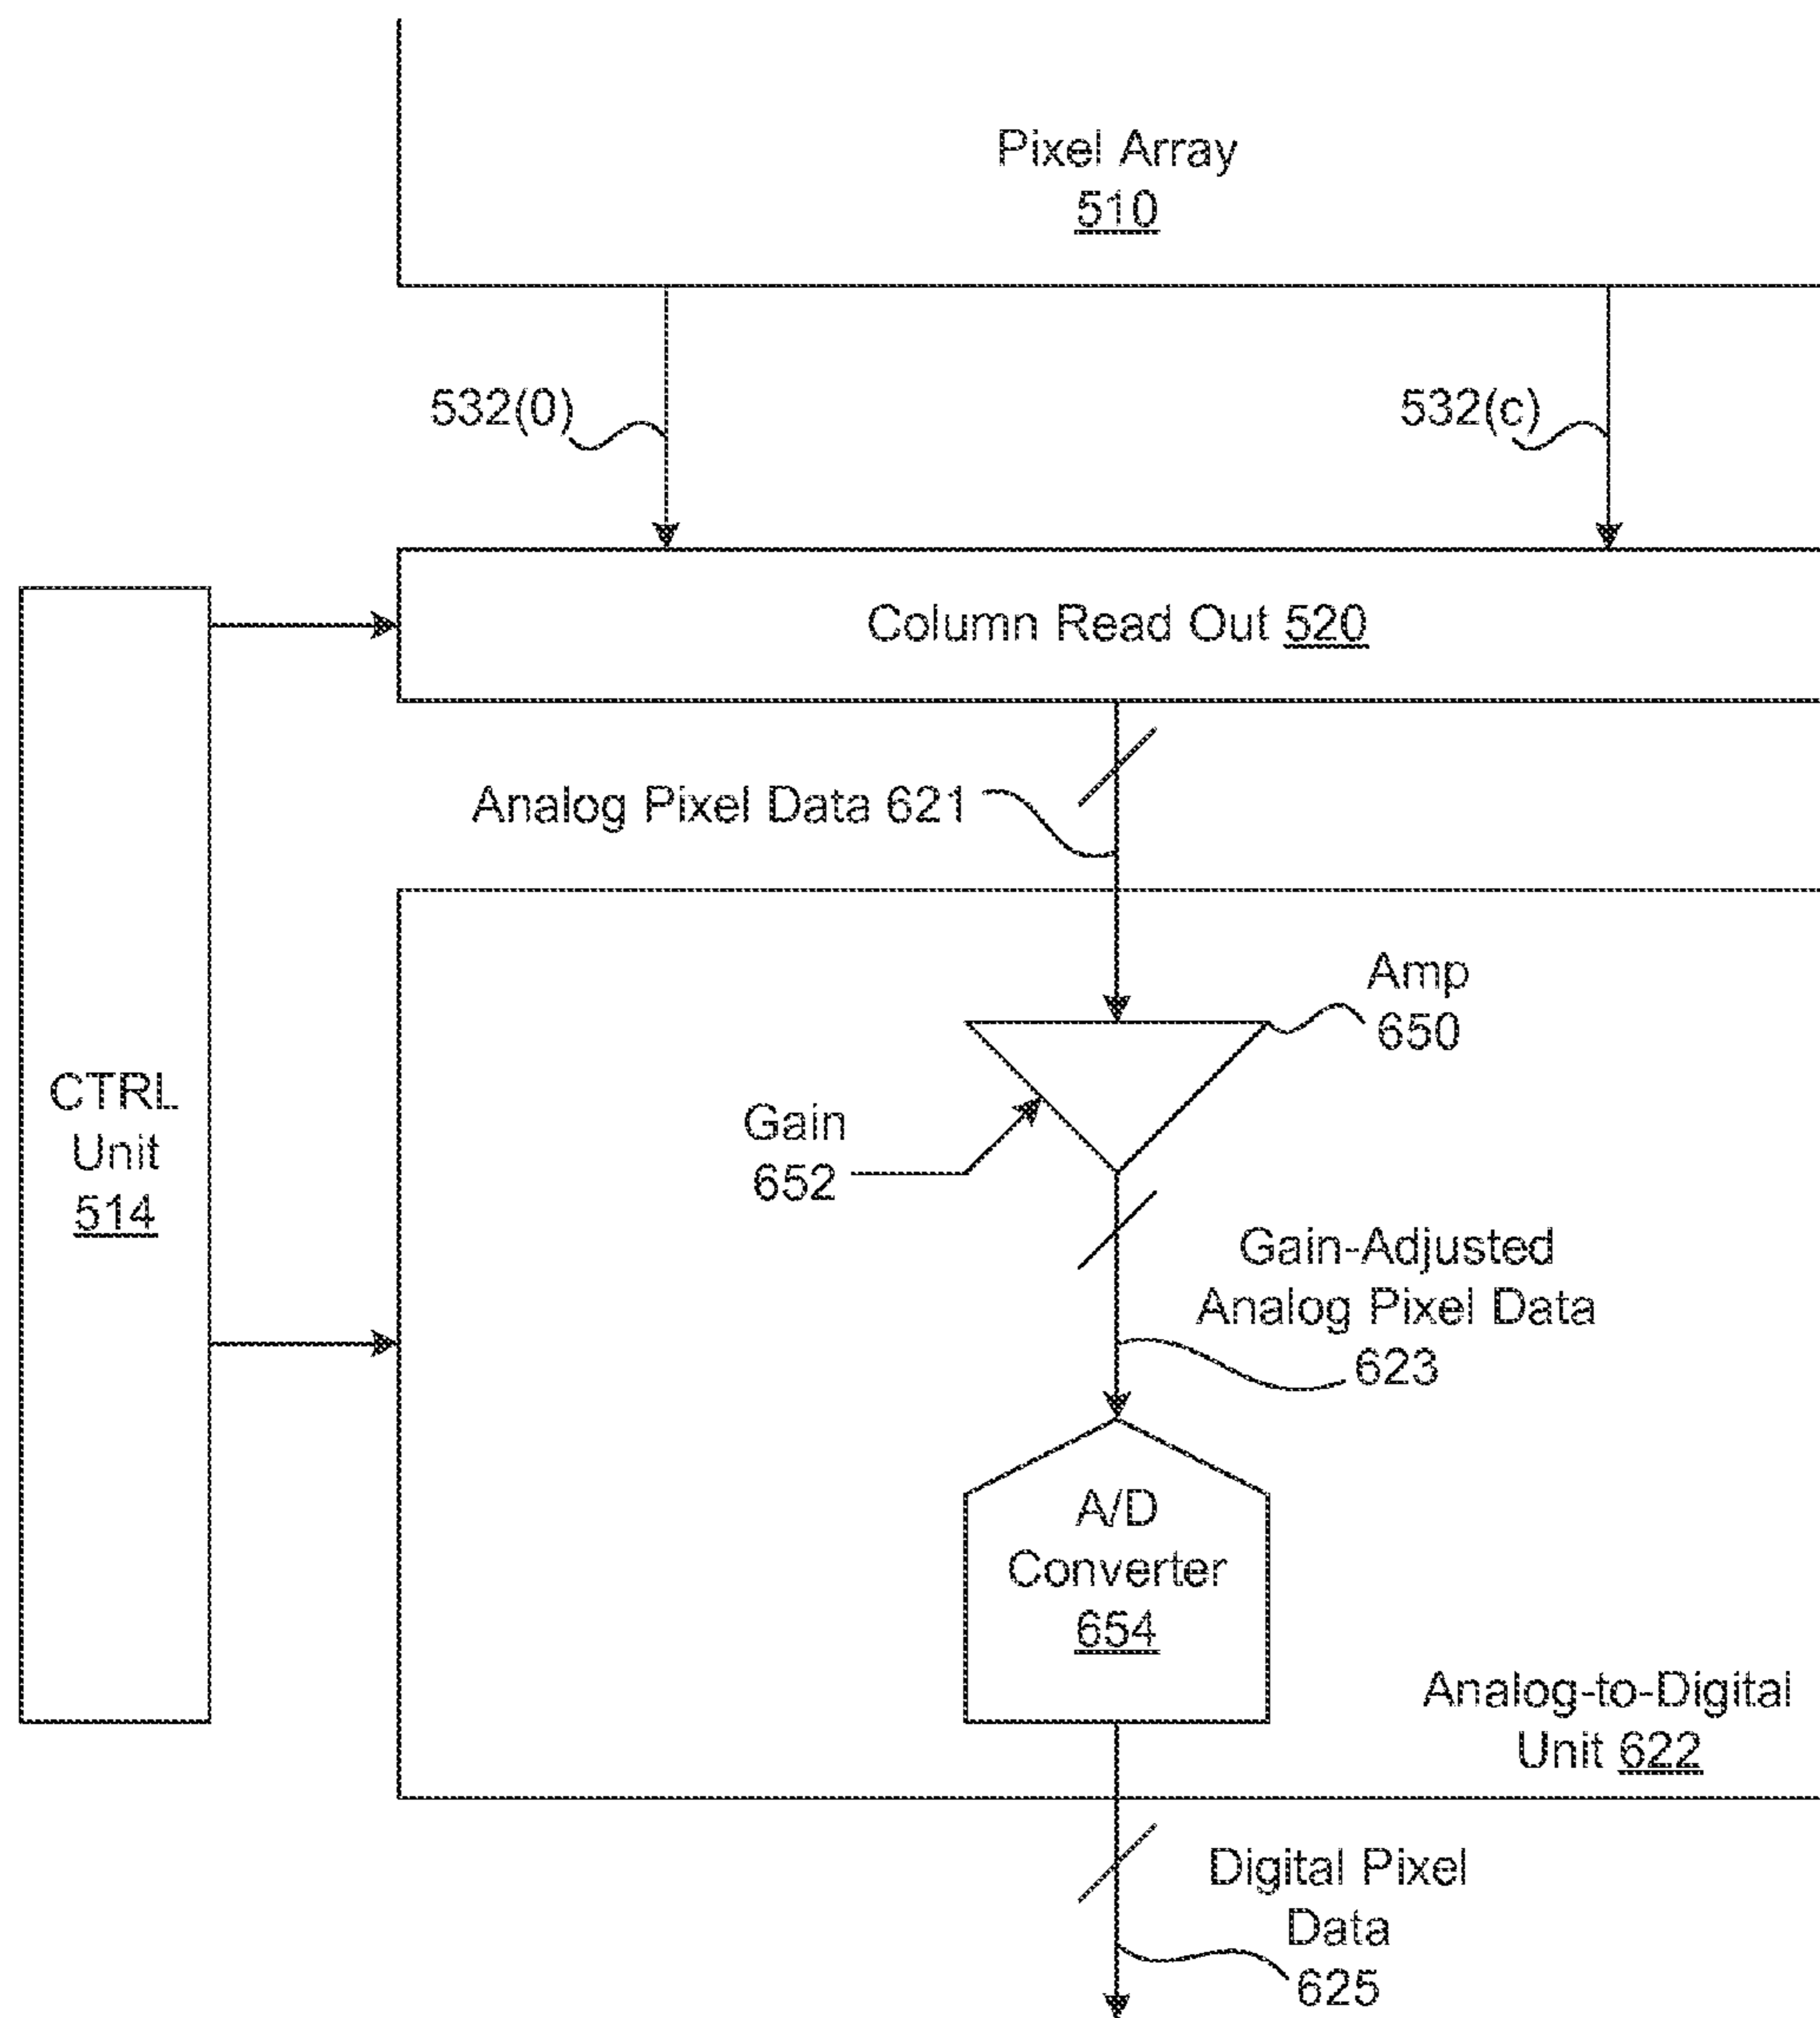 Pixel Array
510
532(0)
532(c)
Column Read Out 520
Analog Pixel Data 621
Amp
650
CTRL
Unit
514
Gain
652
Gain-Adjusted
Analog Pixel Data
623
A/D
Converter
654
Analog-to-Digital
Unit 622
Digital Pixel
Data
625